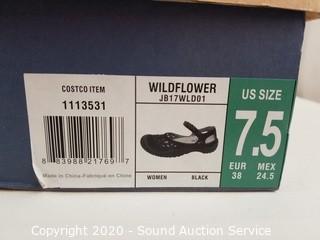 COSTCO ITEM
1113531
8 83988 21769 7
Made in China-Fabriqué en Chine
WILDFLOWER
JB17WLD01
WOMEN BLACK
US SIZE
7.5
EUR MEX
38 24.5
Copyright 2020 - Sound Auction Service